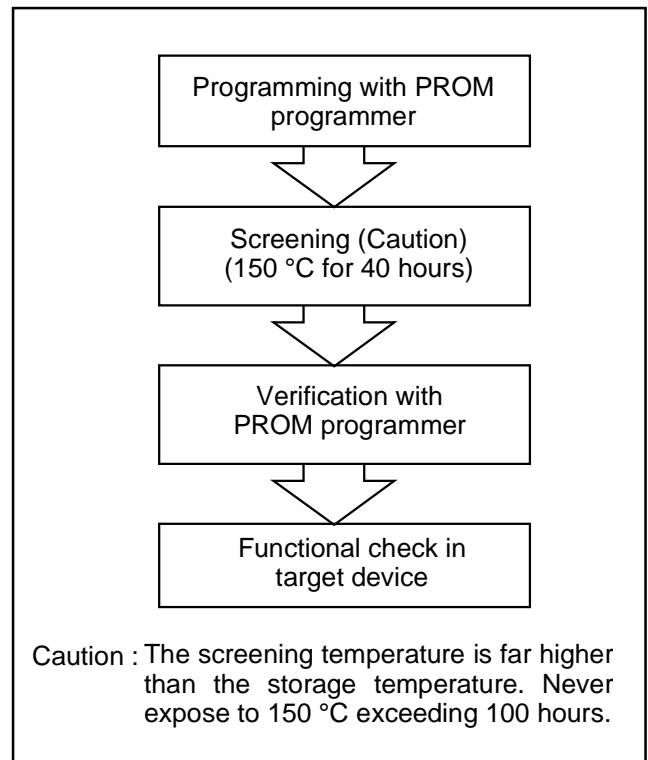 Programming with PROM
programmer
Screening (Caution)
(150 °C for 40 hours)
Verification with
PROM programmer
Functional check in
target device
Caution : The screening temperature is far higher
than the storage temperature. Never
expose to 150 °C exceeding 100 hours.